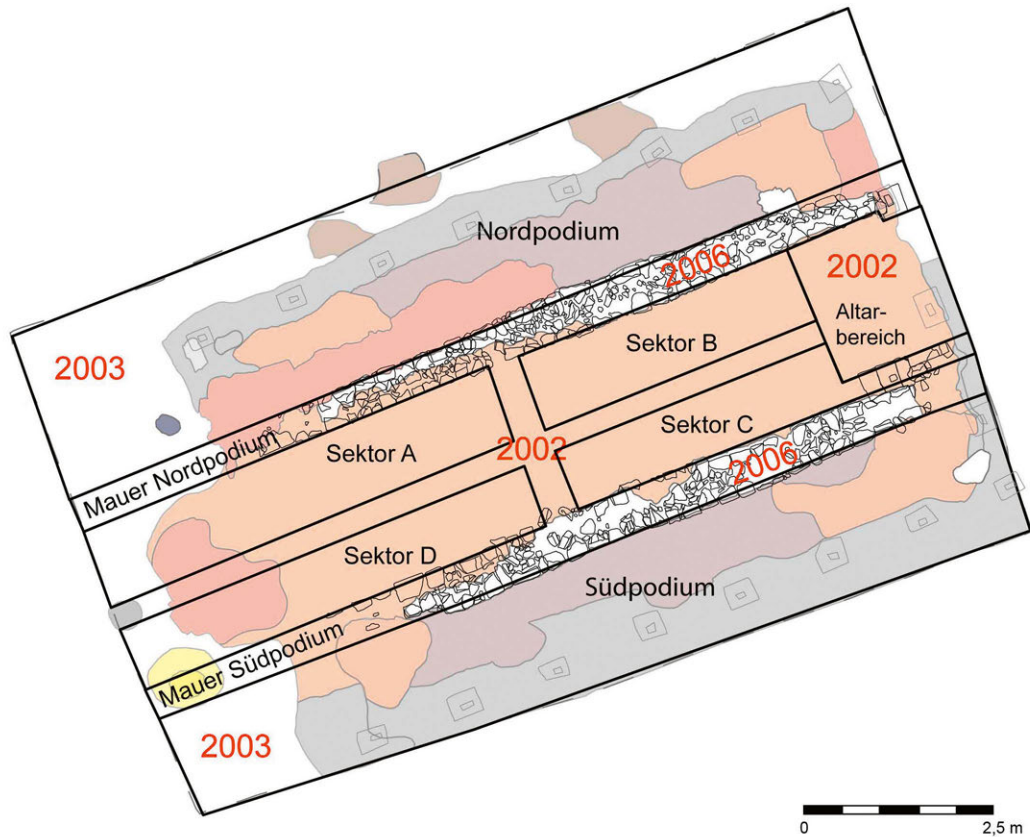 Nordpodium
2006
2002
Altar-
bereich
Sektor B
2003
Sektor A
Sektor C
2002
2006
Mauer Nordpodium
Sektor D
Südpodium
Mauer Südpodium
2003
0 2,5 m